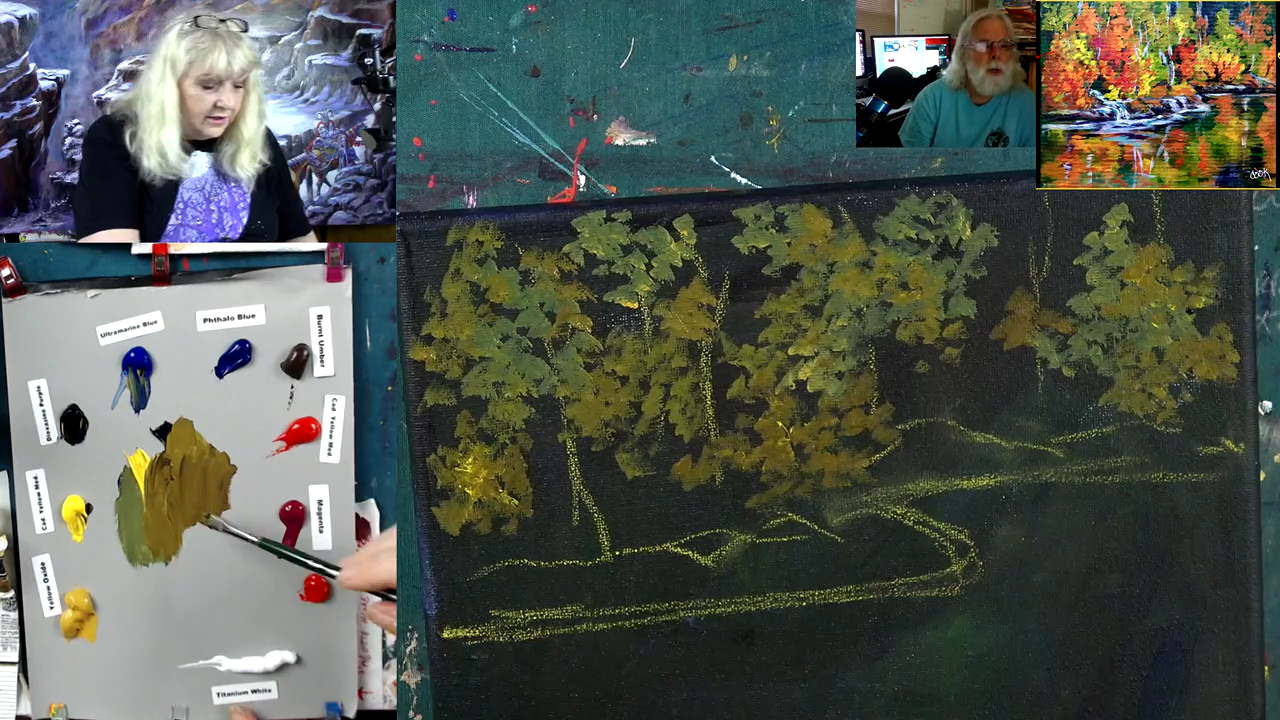 Ultramarine Blue
Phthalo Blue
Burnt Umber
Dioxazine Purple
Cad. Yellow Med.
Cad. Yellow Med.
Magenta
Yellow Oxide
Titanium White